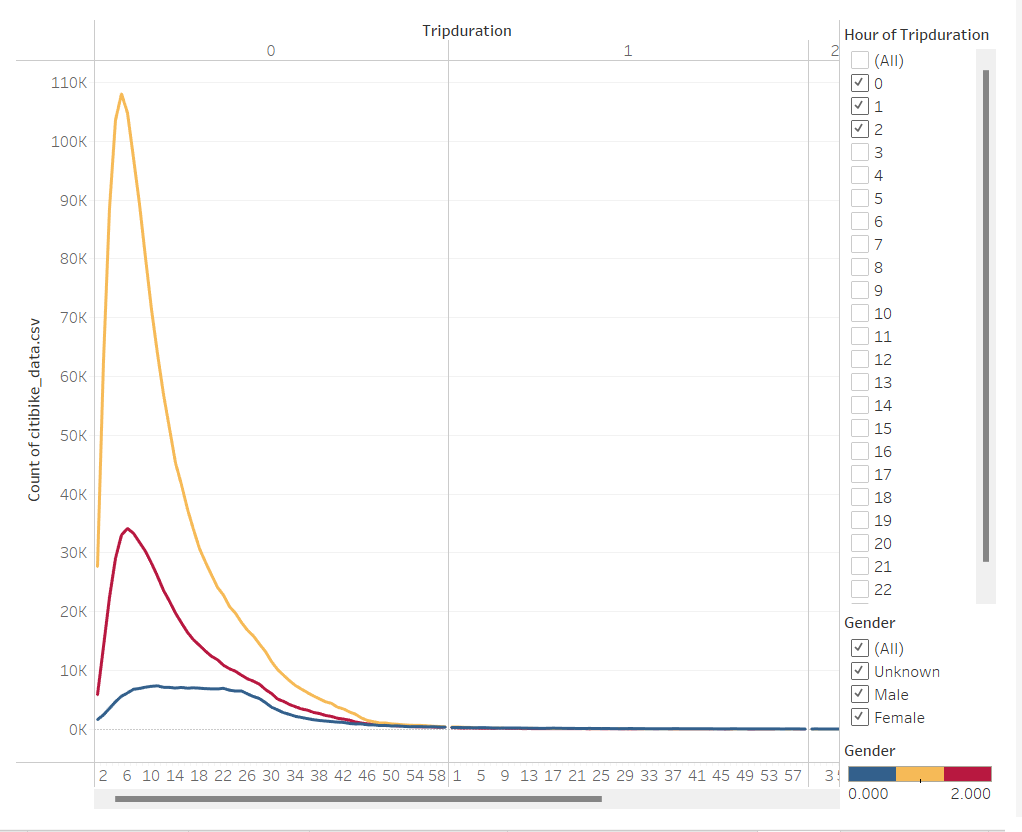 Tripduration
0 1 2
110K
100K
90K
80K
70K
60K
50K
40K
30K
20K
10K
0K
Count of citibike_data.csv
2 6 10 14 18 22 26 30 34 38 42 46 50 54 58 1 5 9 13 17 21 25 29 33 37 41 45 49 53 57 3
Hour of Tripduration
(All)
0
1
2
3
4
5
6
7
8
9
10
11
12
13
14
15
16
17
18
19
20
21
22
Gender
(All)
Unknown
Male
Female
Gender
0.000 2.000